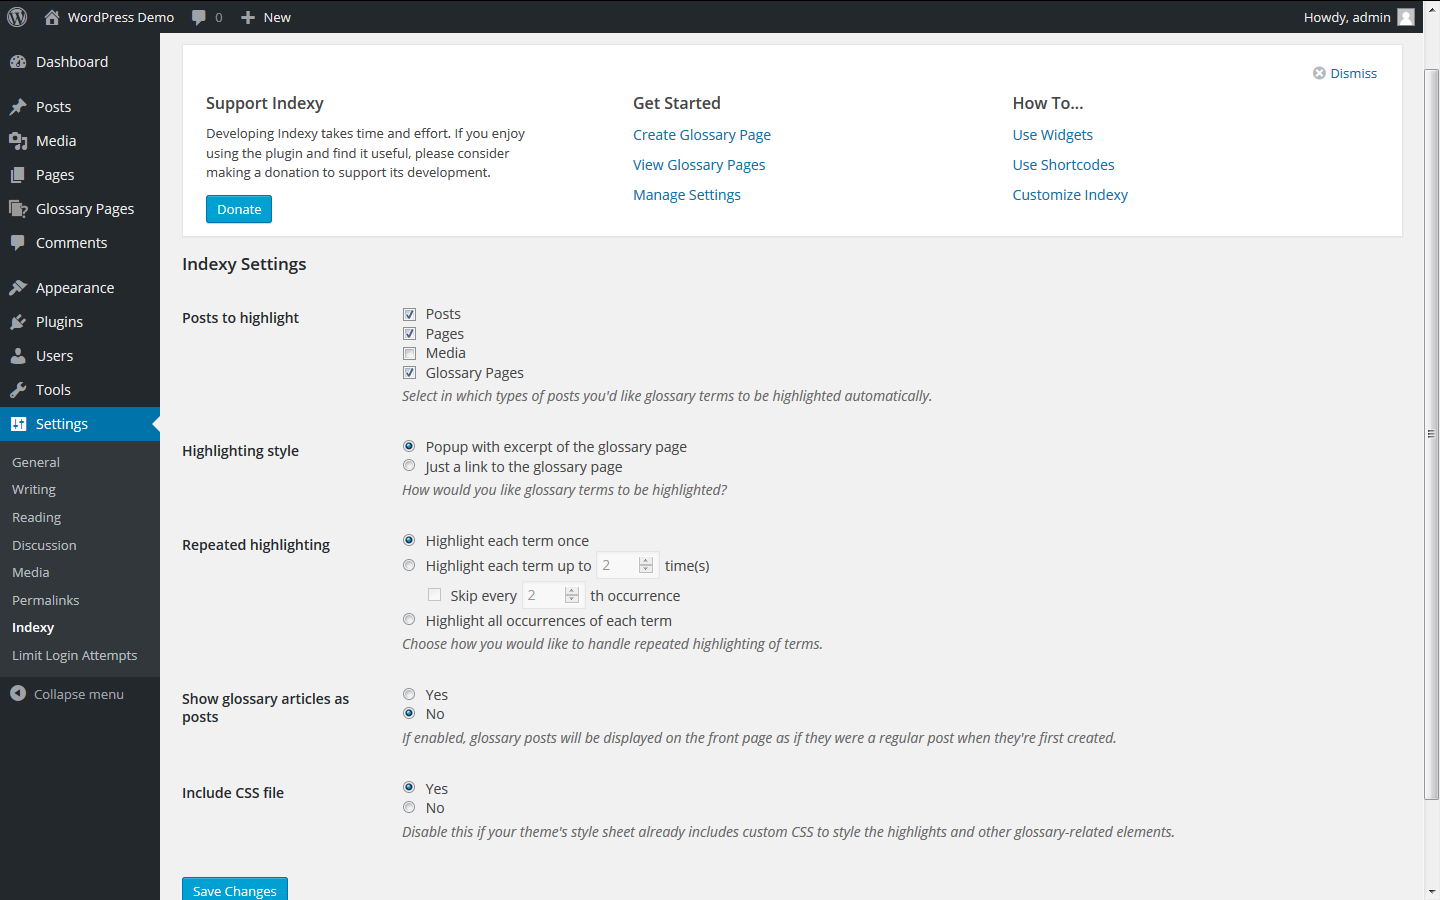 WordPress Demo
0
New
Howdy, admin
Dashboard
Posts
Media
Pages
Glossary Pages
Comments
Appearance
Plugins
Users
Tools
Settings
General
Writing
Reading
Discussion
Media
Permalinks
Indexy
Limit Login Attempts
Collapse menu
Dismiss
Support Indexy
Developing Indexy takes time and effort. If you enjoy
using the plugin and find it useful, please consider
making a donation to support its development.
Donate
Get Started
Create Glossary Page
View Glossary Pages
Manage Settings
How To...
Use Widgets
Use Shortcodes
Customize Indexy
Indexy Settings
Posts to highlight
Posts
Pages
Media
Glossary Pages
Select in which types of posts you'd like glossary terms to be highlighted automatically.
Highlighting style
Popup with excerpt of the glossary page
Just a link to the glossary page
How would you like glossary terms to be highlighted?
Repeated highlighting
Highlight each term once
Highlight each term up to 2 time(s)
Skip every 2 th occurrence
Highlight all occurrences of each term
Choose how you would like to handle repeated highlighting of terms.
Show glossary articles as
posts
Yes
No
If enabled, glossary posts will be displayed on the front page as if they were a regular post when they're first created.
Include CSS file
Yes
No
Disable this if your theme's style sheet already includes custom CSS to style the highlights and other glossary-related elements.
Save Changes